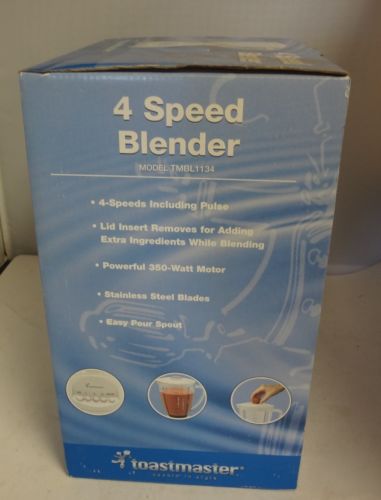 4 Speed
Blender
MODEL TMBL1134
• 4-Speeds Including Pulse
• Lid Insert Removes for Adding
Extra Ingredients While Blending
• Powerful 350-Watt Motor
• Stainless Steel Blades
• Easy Pour Spout
toastmaster®